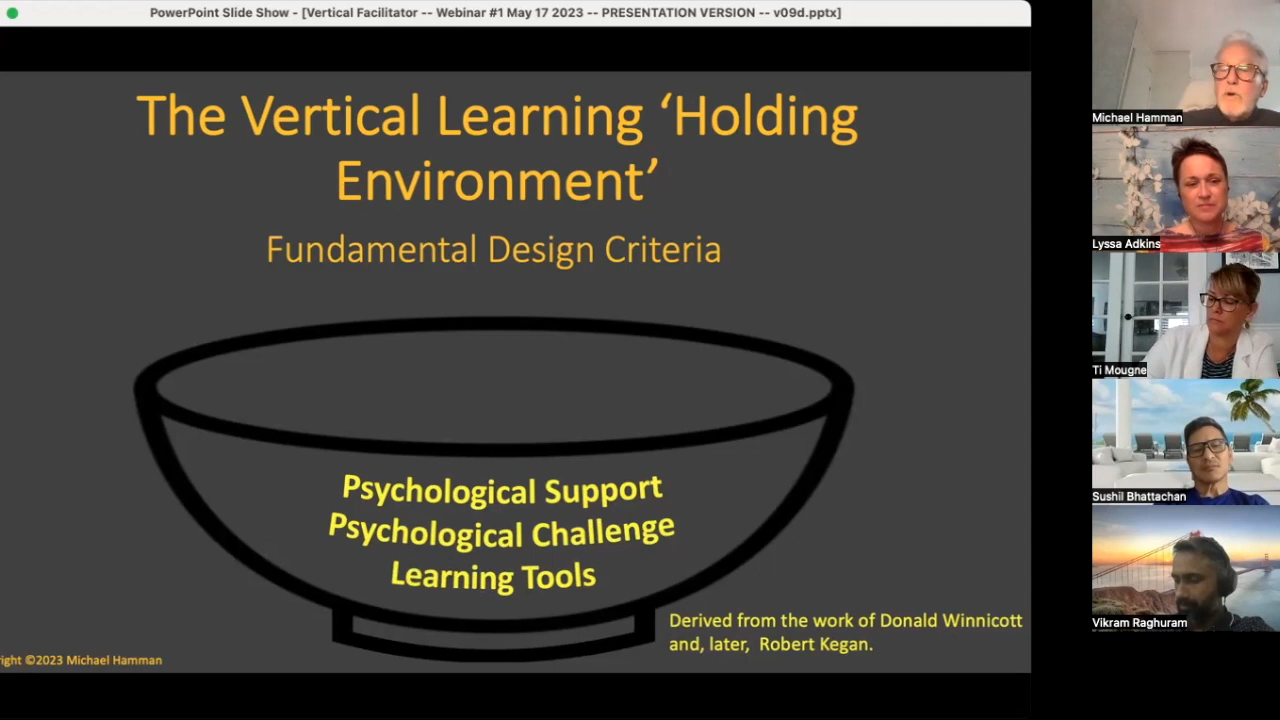 PowerPoint Slide Show - [Vertical Facilitator -- Webinar #1 May 17 2023 -- PRESENTATION VERSION -- v09d.pptx]
The Vertical Learning ‘Holding
Environment’
Fundamental Design Criteria
Psychological Support
Psychological Challenge
Learning Tools
Derived from the work of Donald Winnicott
and, later, Robert Kegan.
right ©2023 Michael Hamman
Michael Hamman
Lyssa Adkins
Ti Mougne
Sushil Bhattachan
Vikram Raghuram